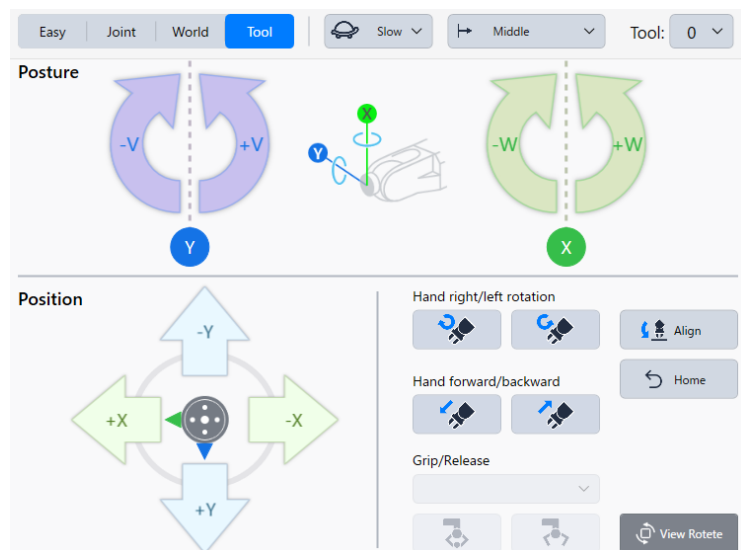 Easy Joint World Tool Slow Middle Tool: 0
Posture
-V +V Y X -W +W
Y X
Position
-Y
+X -X
+Y
Hand right/left rotation
Align
Home
Hand forward/backward
Grip/Release
View Rotete